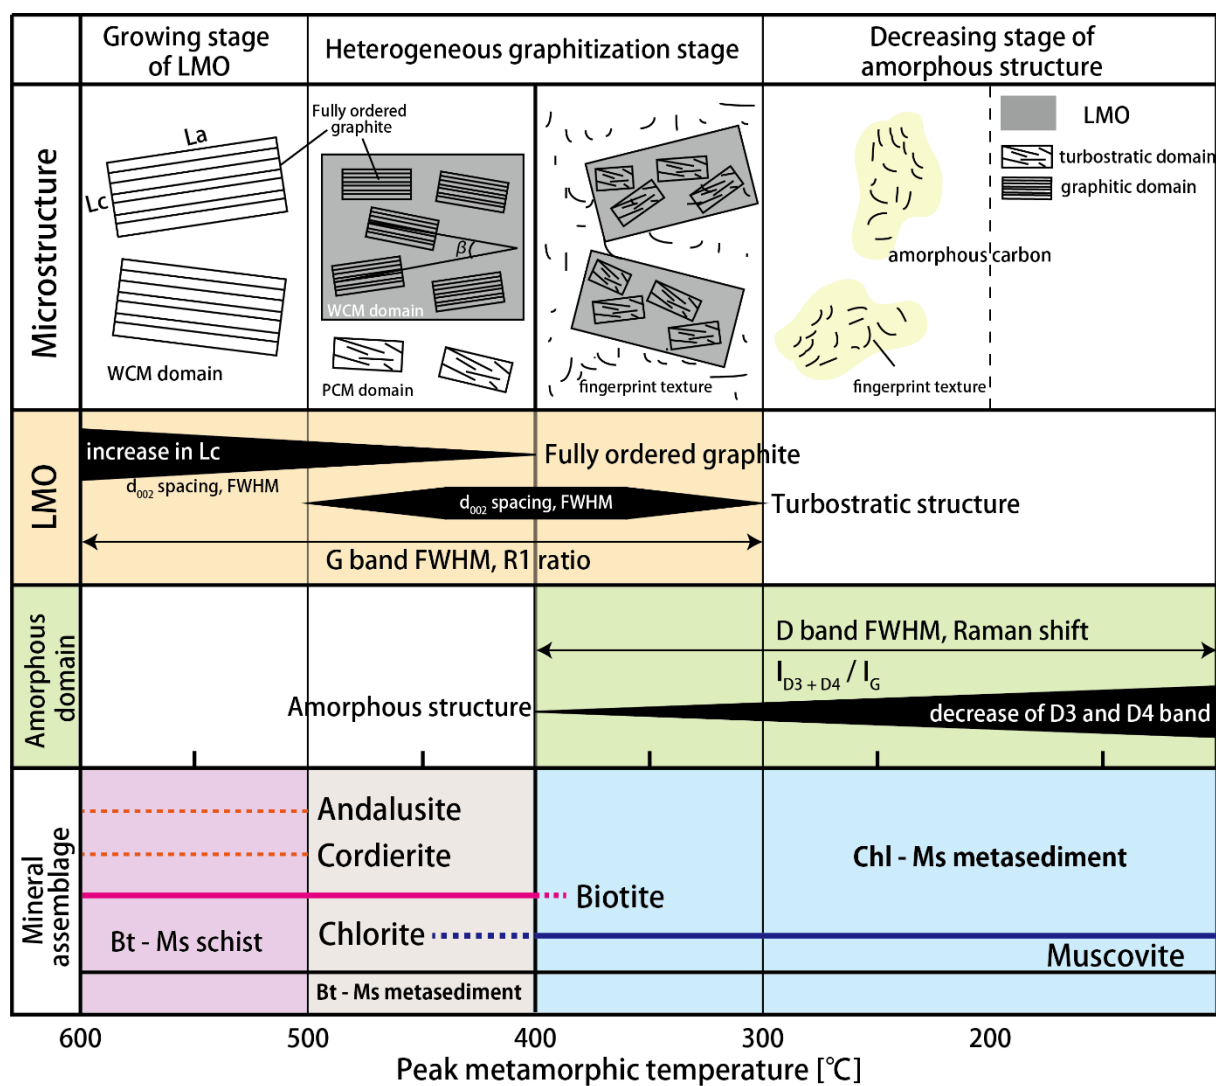 Growing stage
of LMO
Heterogeneous graphitization stage
Decreasing stage of
amorphous structure
Microstructure
La
Lc
Fully ordered
graphite
WCM domain
β
WCM domain
PCM domain
fingerprint texture
amorphous carbon
fingerprint texture
LMO
turbostratic domain
graphitic domain
LMO
increase in Lc
d002 spacing, FWHM
Fully ordered graphite
d002 spacing, FWHM
Turbostratic structure
G band FWHM, R1 ratio
Amorphous
domain
D band FWHM, Raman shift
ID3 + D4 / IG
Amorphous structure
decrease of D3 and D4 band
Mineral
assemblage
Andalusite
Cordierite
Chl - Ms metasediment
Biotite
Bt - Ms schist
Chlorite
Muscovite
Bt - Ms metasediment
600
500
400
300
200
Peak metamorphic temperature [℃]